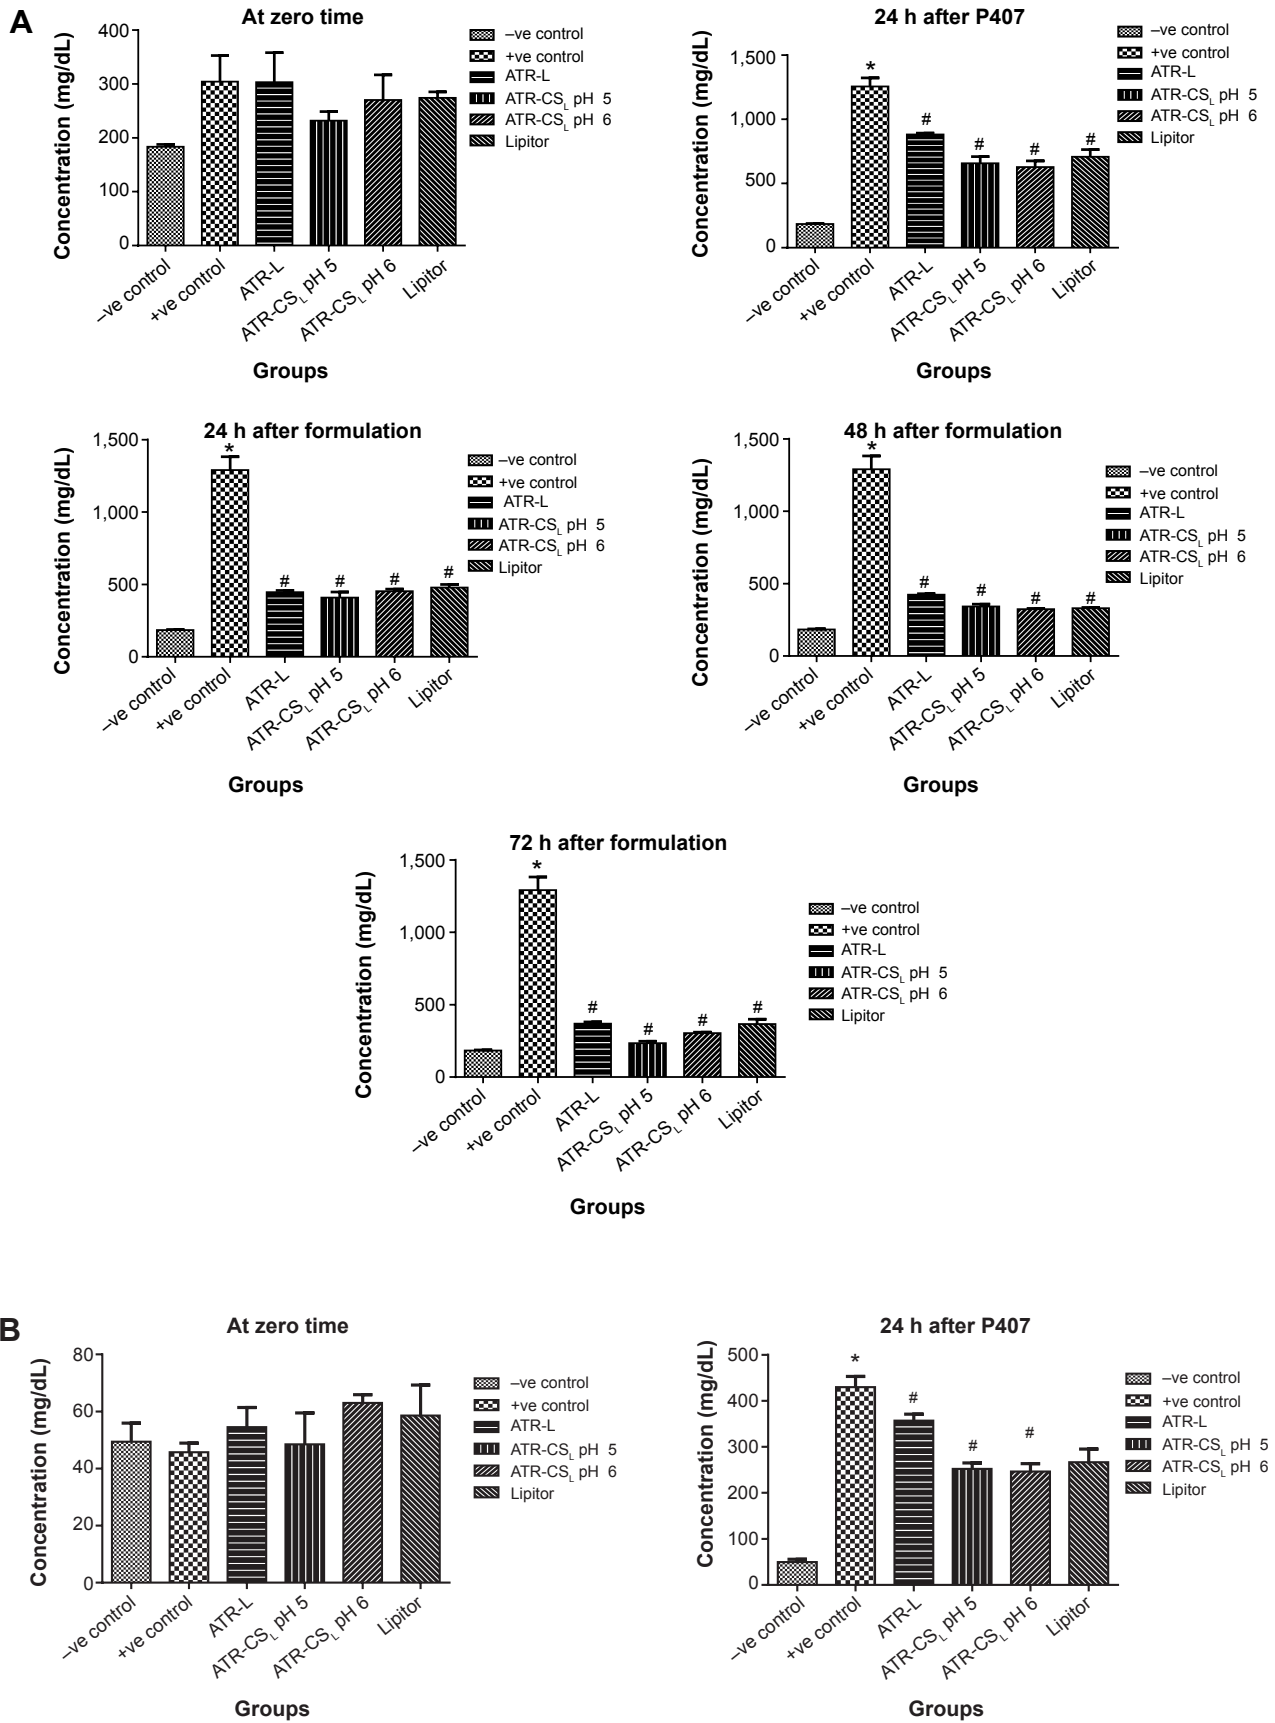 A
At zero time
Concentration (mg/dL)
400
300
200
100
0
–ve control
+ve control
ATR-L
ATR-CSL pH 5
ATR-CSL pH 6
Lipitor
–ve control
+ve control
ATR-L
ATR-CSL pH 5
ATR-CSL pH 6
Lipitor
Groups
24 h after P407
Concentration (mg/dL)
1,500
1,000
500
0
*
#
#
#
#
–ve control
+ve control
ATR-L
ATR-CSL pH 5
ATR-CSL pH 6
Lipitor
–ve control
+ve control
ATR-L
ATR-CSL pH 5
ATR-CSL pH 6
Lipitor
Groups
24 h after formulation
Concentration (mg/dL)
1,500
1,000
500
0
*
#
#
#
#
–ve control
+ve control
ATR-L
ATR-CSL pH 5
ATR-CSL pH 6
Lipitor
–ve control
+ve control
ATR-L
ATR-CSL pH 5
ATR-CSL pH 6
Lipitor
Groups
48 h after formulation
Concentration (mg/dL)
1,500
1,000
500
0
*
#
#
#
#
–ve control
+ve control
ATR-L
ATR-CSL pH 5
ATR-CSL pH 6
Lipitor
–ve control
+ve control
ATR-L
ATR-CSL pH 5
ATR-CSL pH 6
Lipitor
Groups
72 h after formulation
Concentration (mg/dL)
1,500
1,000
500
0
*
#
#
#
#
–ve control
+ve control
ATR-L
ATR-CSL pH 5
ATR-CSL pH 6
Lipitor
–ve control
+ve control
ATR-L
ATR-CSL pH 5
ATR-CSL pH 6
Lipitor
Groups
B
At zero time
Concentration (mg/dL)
80
60
40
20
0
–ve control
+ve control
ATR-L
ATR-CSL pH 5
ATR-CSL pH 6
Lipitor
–ve control
+ve control
ATR-L
ATR-CSL pH 5
ATR-CSL pH 6
Lipitor
Groups
24 h after P407
Concentration (mg/dL)
500
400
300
200
100
0
*
#
#
#
–ve control
+ve control
ATR-L
ATR-CSL pH 5
ATR-CSL pH 6
Lipitor
–ve control
+ve control
ATR-L
ATR-CSL pH 5
ATR-CSL pH 6
Lipitor
Groups